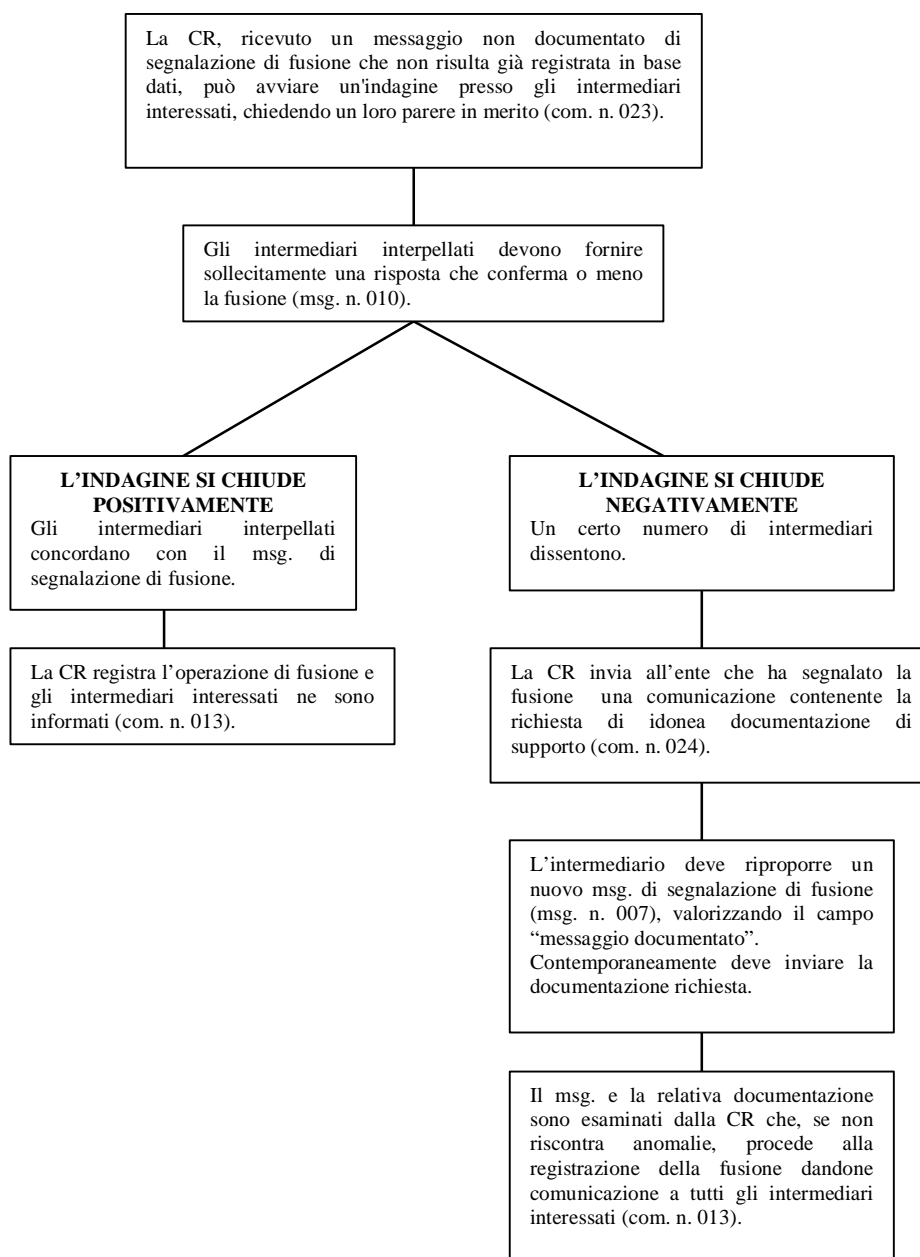 La CR, ricevuto un messaggio non documentato di
segnalazione di fusione che non risulta già registrata in base
dati, può avviare un'indagine presso gli intermediari
interessati, chiedendo un loro parere in merito (com. n. 023).
Gli intermediari interpellati devono fornire
sollecitamente una risposta che conferma o meno
la fusione (msg. n. 010).
L’INDAGINE SI CHIUDE
POSITIVAMENTE
Gli intermediari interpellati
concordano con il msg. di
segnalazione di fusione.
L’INDAGINE SI CHIUDE
NEGATIVAMENTE
Un certo numero di intermediari
dissentono.
La CR registra l’operazione di fusione e
gli intermediari interessati ne sono
informati (com. n. 013).
La CR invia all’ente che ha segnalato la
fusione una comunicazione contenente la
richiesta di idonea documentazione di
supporto (com. n. 024).
L’intermediario deve riproporre un
nuovo msg. di segnalazione di fusione
(msg. n. 007), valorizzando il campo
“messaggio documentato”.
Contemporaneamente deve inviare la
documentazione richiesta.
Il msg. e la relativa documentazione
sono esaminati dalla CR che, se non
riscontra anomalie, procede alla
registrazione della fusione dandone
comunicazione a tutti gli intermediari
interessati (com. n. 013).